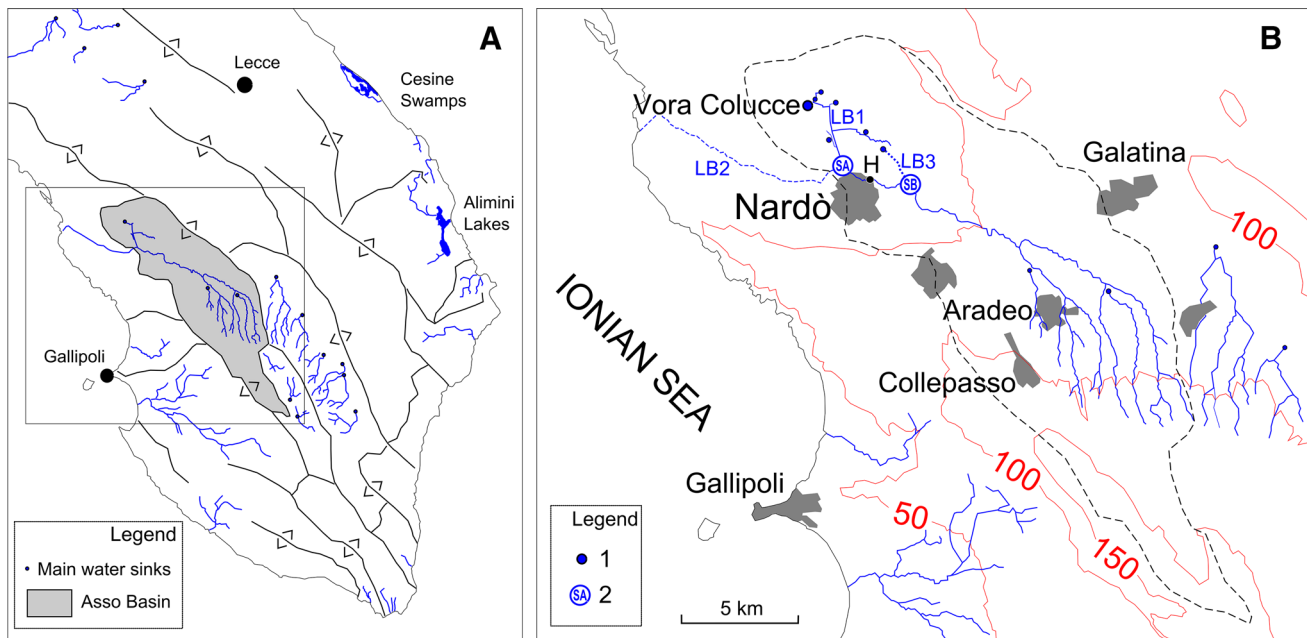 A
Lecce
Cesine
Swamps
Alimini
Lakes
Gallipoli
Legend
Main water sinks
Asso Basin
B
Vora Colucce
LB1
LB2
SA
H
LB3
SB
Galatina
Nardò
100
IONIAN SEA
Aradeo
Collepasso
Gallipoli
100
50
150
Legend
1
SA
2
5 km